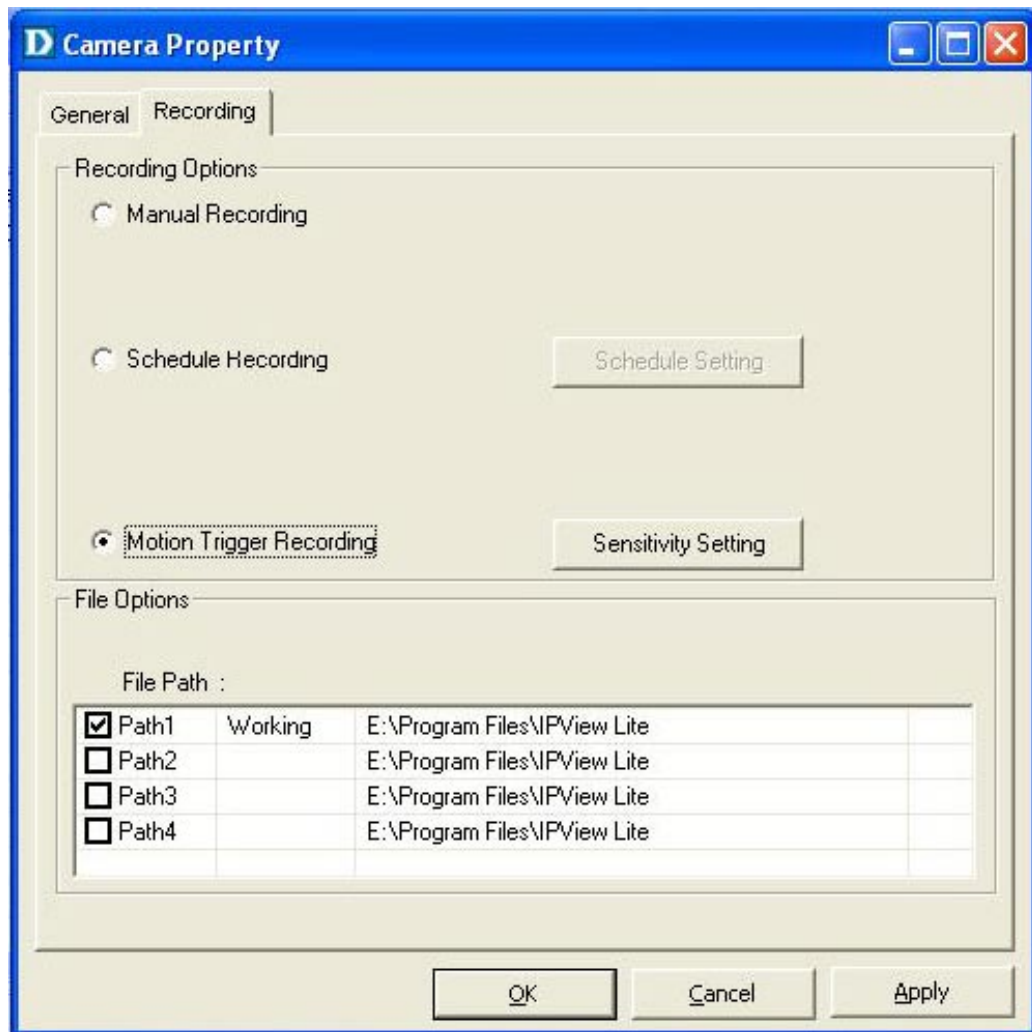 D Camera Property
General Recording
Recording Options
Manual Recording
Schedule Recording Schedule Setting
Motion Trigger Recording Sensitivity Setting
File Options
File Path :
Path1 Working E:\Program Files\IPView Lite
Path2 E:\Program Files\IPView Lite
Path3 E:\Program Files\IPView Lite
Path4 E:\Program Files\IPView Lite
OK Cancel Apply